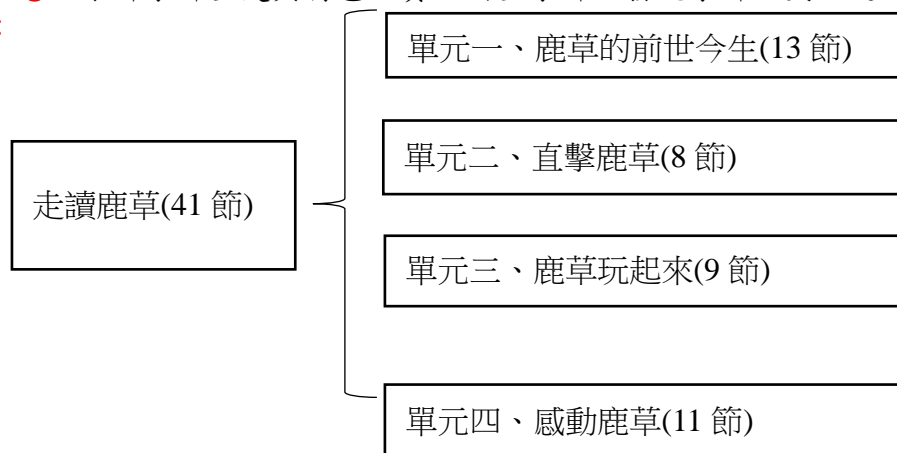 單元一、鹿草的前世今生(13 節)
單元二、直擊鹿草(8 節)
走讀鹿草(41 節)
單元三、鹿草玩起來(9 節)
單元四、感動鹿草(11 節)